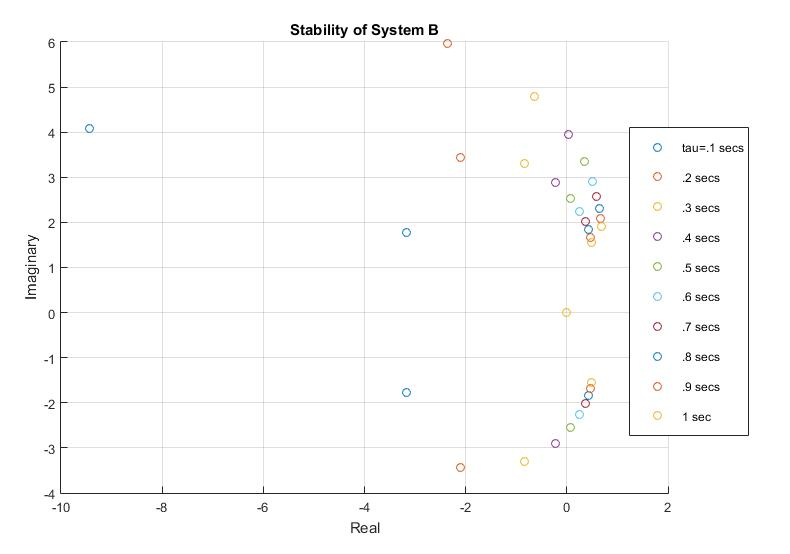 Stability of System B
6
5
4
3
2
1
0
-1
-2
-3
-4
-10
-8
-6
-4
-2
0
2
Imaginary
Real
tau=.1 secs
.2 secs
.3 secs
.4 secs
.5 secs
.6 secs
.7 secs
.8 secs
.9 secs
1 sec